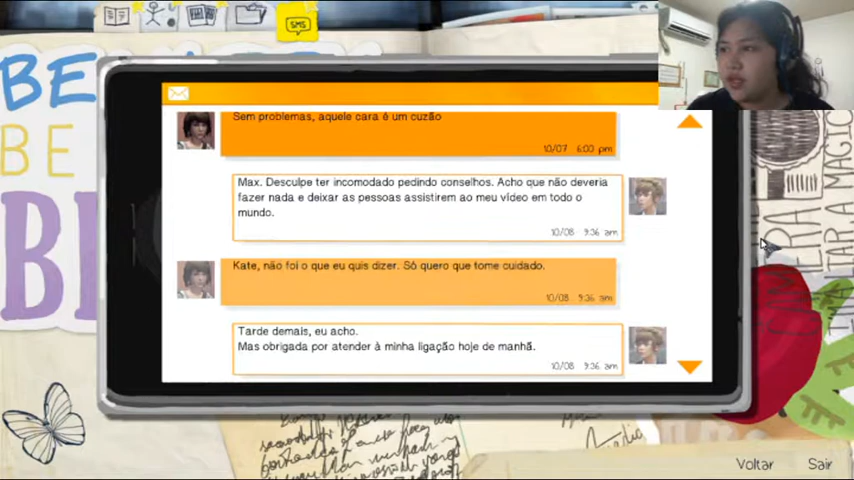 SMS
BE
BE
BE
Sem problemas, aquele cara é um cuzão
10/07 6:00 pm
Max. Desculpe ter incomodado pedindo conselhos. Acho que não deveria
fazer nada e deixar as pessoas assistirem ao meu vídeo em todo o
mundo.
10/08 9:36 am
Kate, não foi o que eu quis dizer. Só quero que tome cuidado.
10/08 9:36 am
Tarde demais, eu acho.
Mas obrigada por atender à minha ligação hoje de manhã.
10/08 9:36 am
Voltar
Sair